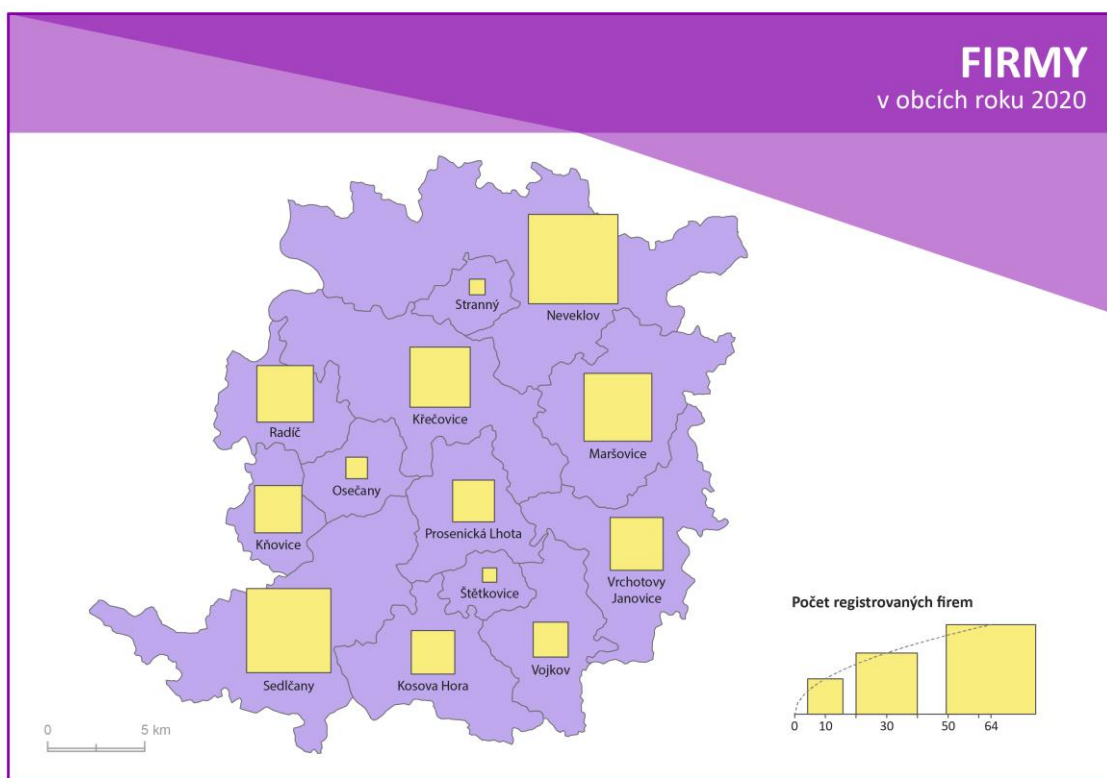 FIRMY
v obcích roku 2020
Stranný
Neveklov
Křečovice
Radíč
Maršovice
Osečany
Prosenická Lhota
Kňovice
Štětkovice
Vrchotovy
Janovice
Vojkov
Kosova Hora
Sedlčany
Počet registrovaných firem
0 10 30 50 64
0 5 km